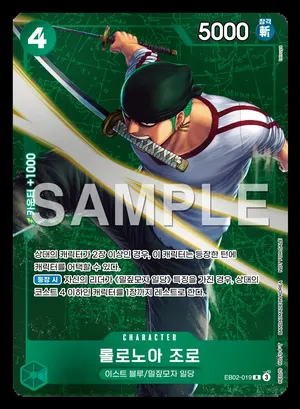 4
5000
참격
斬
카운터 +1000
SAMPLE
상대의 캐릭터가 2장 이상인 경우, 이 캐릭터는 등장한 턴에
캐릭터를 어택할 수 있다.
등장 시 자신의 리더가 《밀짚모자 일당》 특징을 가진 경우, 상대의
코스트 4 이하인 캐릭터를 1장까지 레스트로 한다.
CHARACTER
롤로노아 조로
이스트 블루/밀짚모자 일당
EB02-019 R 3